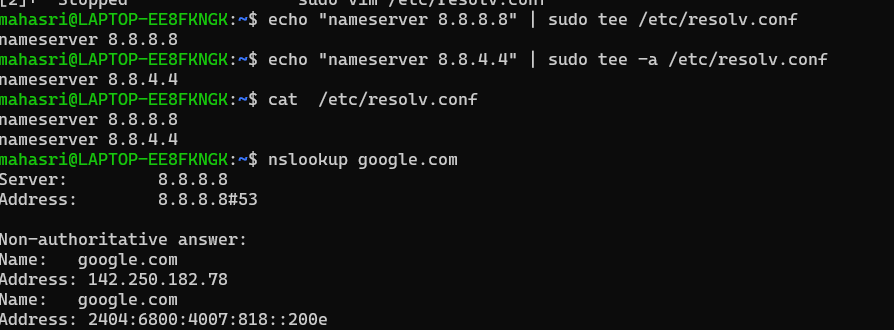 [2]+  Stopped                 sudo vim /etc/resolv.conf
mahasri@LAPTOP-EE8FKNGK:~$ echo "nameserver 8.8.8.8" | sudo tee /etc/resolv.conf
nameserver 8.8.8.8
mahasri@LAPTOP-EE8FKNGK:~$ echo "nameserver 8.8.4.4" | sudo tee -a /etc/resolv.conf
nameserver 8.8.4.4
mahasri@LAPTOP-EE8FKNGK:~$ cat  /etc/resolv.conf
nameserver 8.8.8.8
nameserver 8.8.4.4
mahasri@LAPTOP-EE8FKNGK:~$ nslookup google.com
Server:         8.8.8.8
Address:        8.8.8.8#53
Non-authoritative answer:
Name:   google.com
Address: 142.250.182.78
Name:   google.com
Address: 2404:6800:4007:818::200e